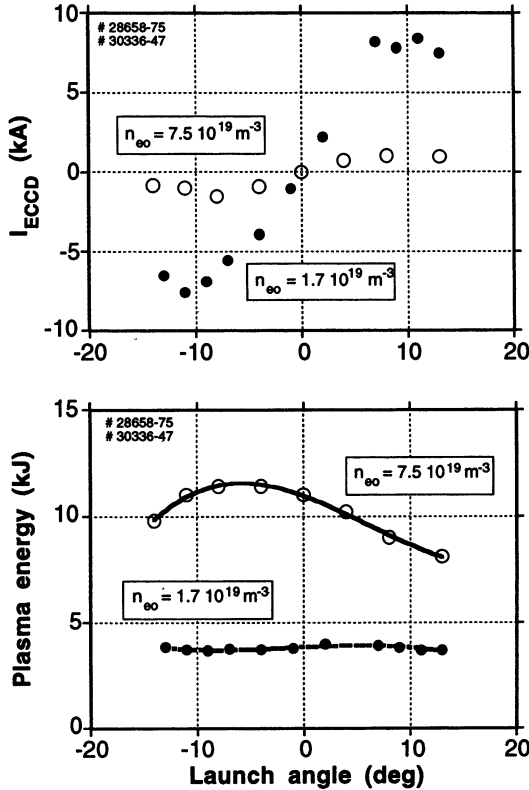 10
# 28658-75
# 30336-47
5
n_eo = 7.5 10^19 m^-3
I_ECCD (kA)
0
-5
n_eo = 1.7 10^19 m^-3
-10
-20 -10 0 10 20
15
# 28658-75
# 30336-47
n_eo = 7.5 10^19 m^-3
10
Plasma energy (kJ)
n_eo = 1.7 10^19 m^-3
5
0
-20 -10 0 10 20
Launch angle (deg)